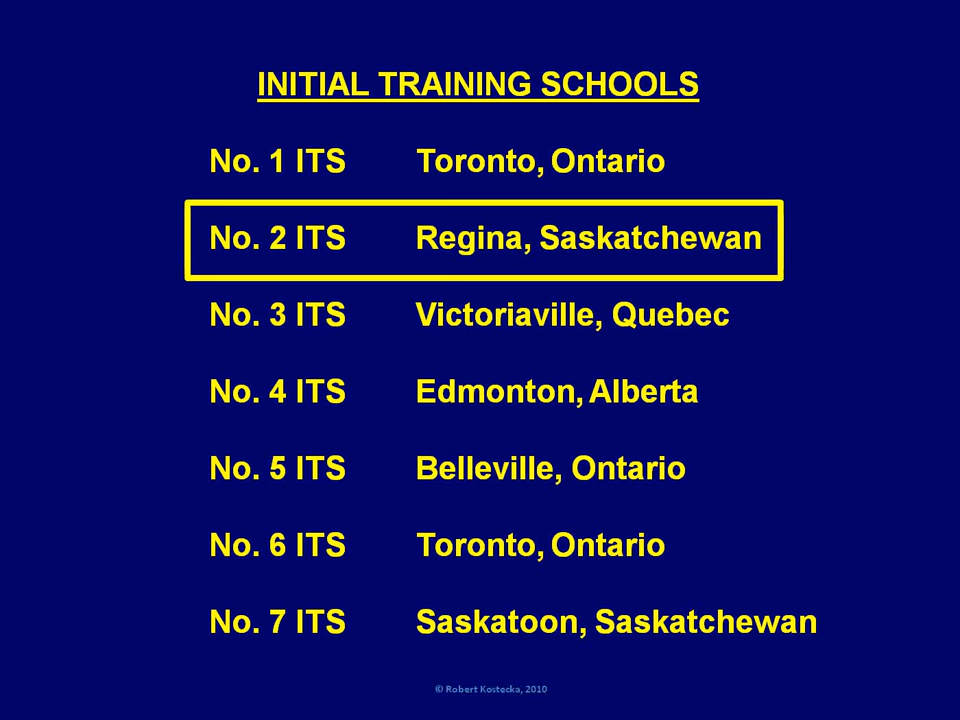 INITIAL TRAINING SCHOOLS
No. 1 ITS Toronto, Ontario
No. 2 ITS Regina, Saskatchewan
No. 3 ITS Victoriaville, Quebec
No. 4 ITS Edmonton, Alberta
No. 5 ITS Belleville, Ontario
No. 6 ITS Toronto, Ontario
No. 7 ITS Saskatoon, Saskatchewan
© Robert Kostecka, 2010